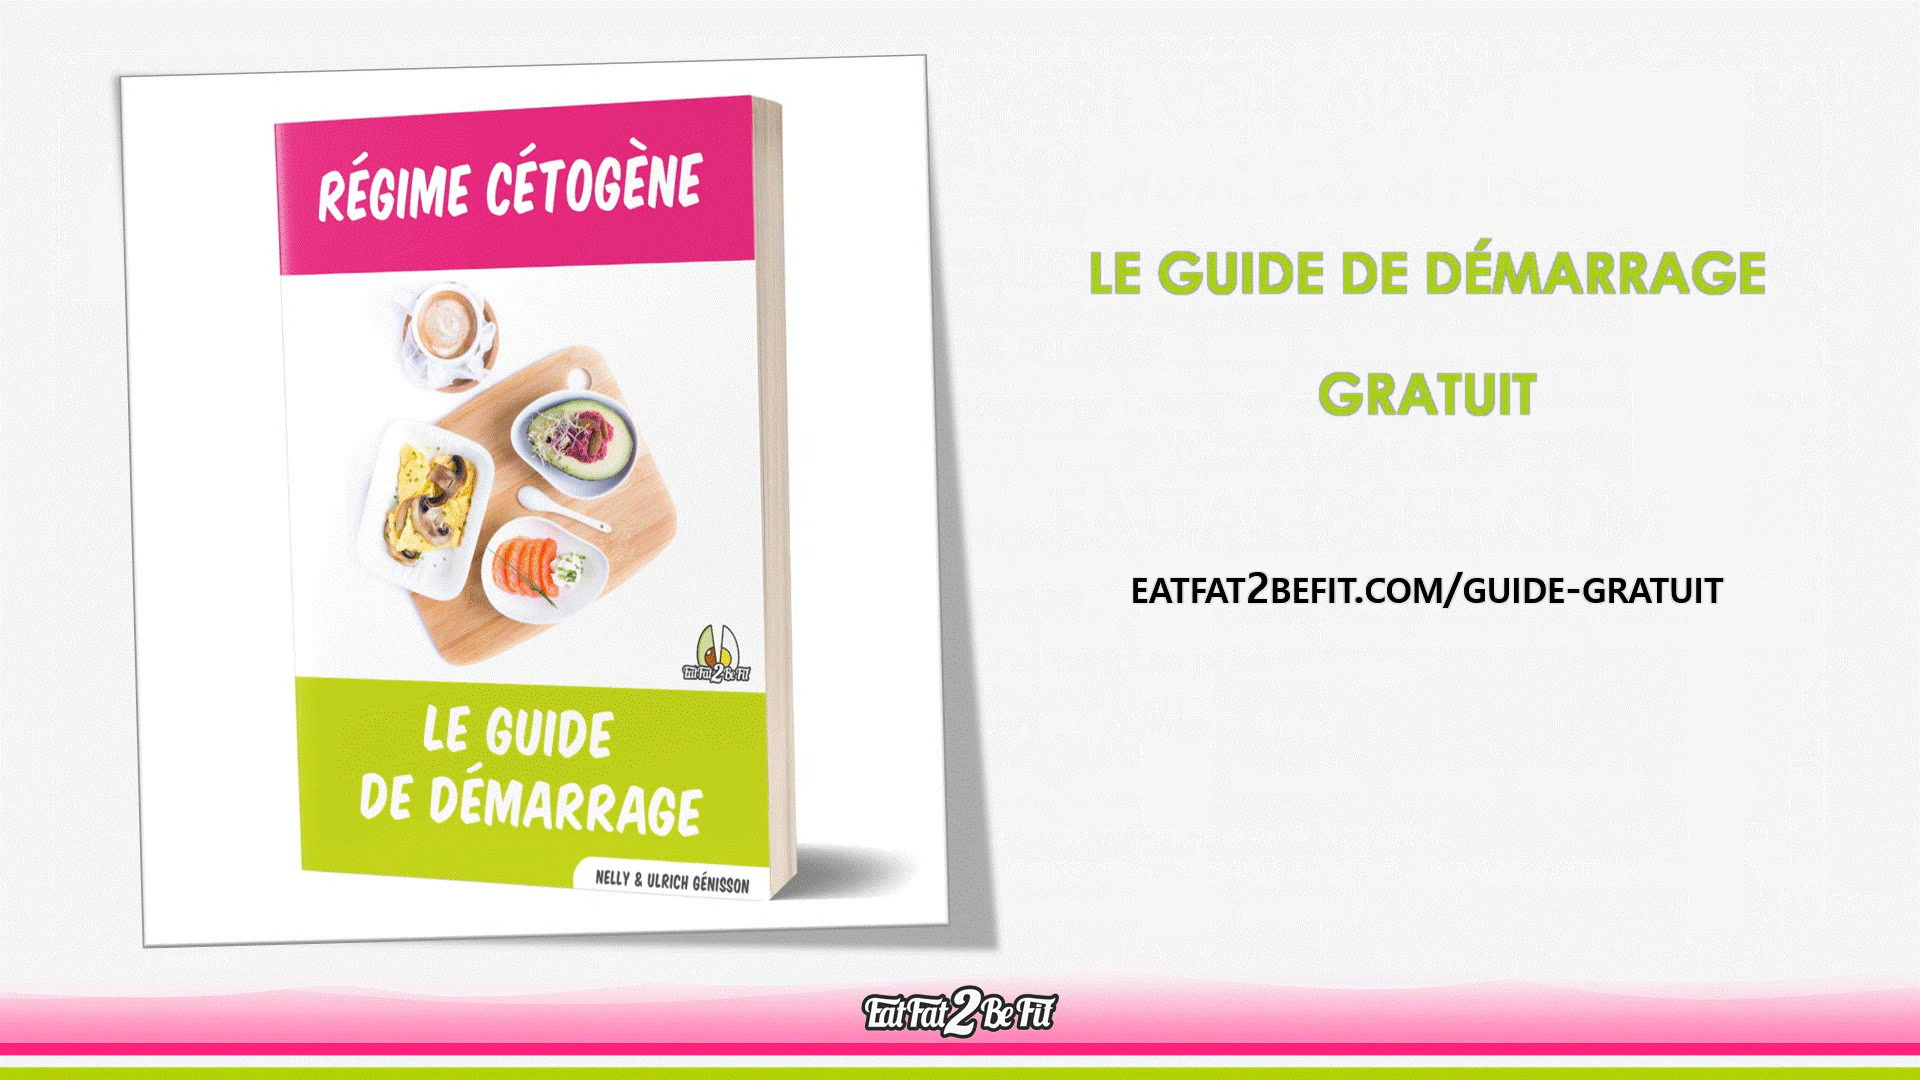 RÉGIME CÉTOGÈNE
Eat Fat 2 Be Fit
LE GUIDE
DE DÉMARRAGE
NELLY & ULRICH GÉNISSON
LE GUIDE DE DÉMARRAGE
GRATUIT
EATFAT2BEFIT.COM/GUIDE-GRATUIT
Eat Fat 2 Be Fit